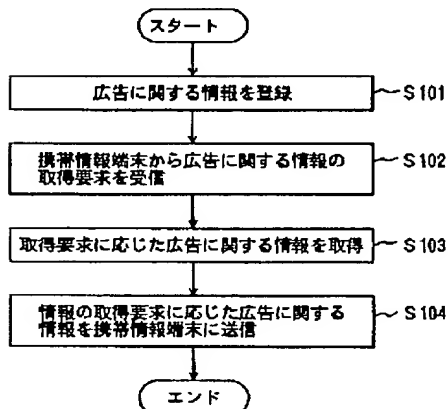 スタート
広告に関する情報を登録
S101
携帯情報端末から広告に関する情報の
取得要求を受信
S102
取得要求に応じた広告に関する情報を取得
S103
情報の取得要求に応じた広告に関する
情報を携帯情報端末に送信
S104
エンド